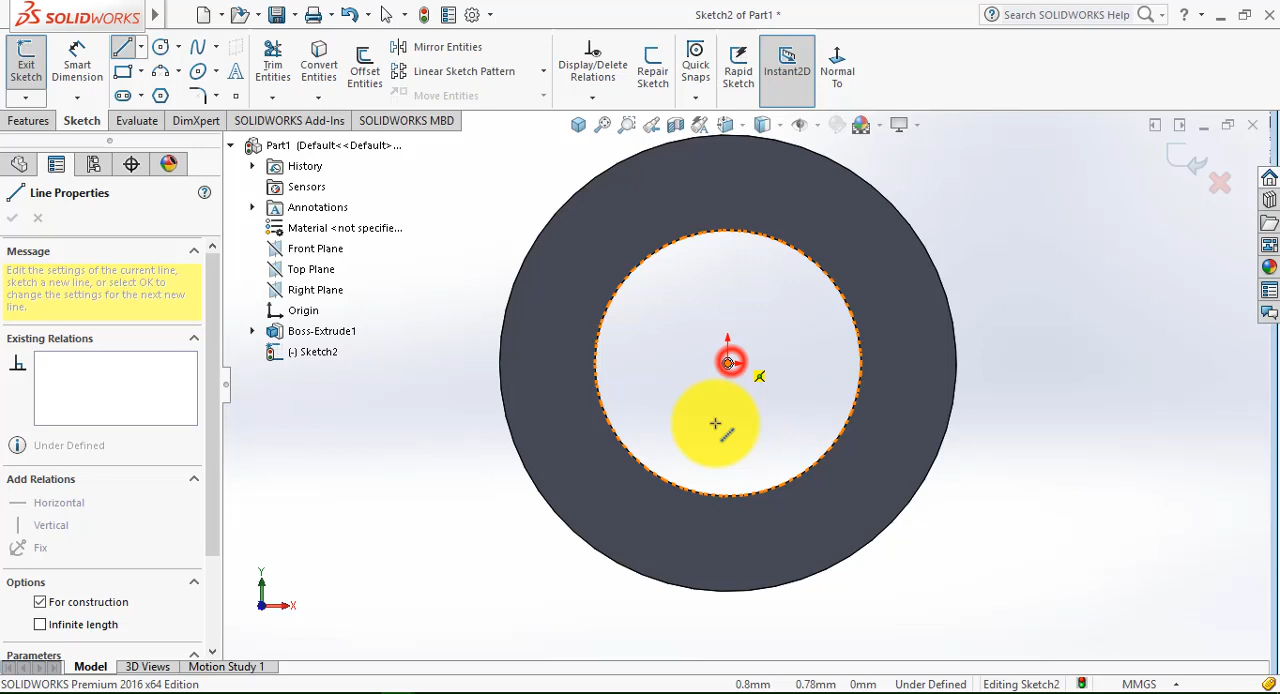 SOLIDWORKS
Sketch2 of Part1 *
Search SOLIDWORKS Help
?
Exit Sketch
Smart Dimension
Trim Entities
Convert Entities
Offset Entities
Mirror Entities
Linear Sketch Pattern
Move Entities
Display/Delete Relations
Repair Sketch
Quick Snaps
Rapid Sketch
Instant2D
Normal To
Features
Sketch
Evaluate
DimXpert
SOLIDWORKS Add-Ins
SOLIDWORKS MBD
Line Properties
?
Message
Edit the settings of the current line,
sketch a new line, or select OK to
change the settings for the next new
line.
Existing Relations
Under Defined
Add Relations
Horizontal
Vertical
Fix
Options
For construction
Infinite length
Parameters
Part1 (Default<<Default>...
History
Sensors
Annotations
Material <not specifie...
Front Plane
Top Plane
Right Plane
Origin
Boss-Extrude1
(-) Sketch2
Y
X
Model
3D Views
Motion Study 1
SOLIDWORKS Premium 2016 x64 Edition
0.8mm
0.78mm
0mm
Under Defined
Editing Sketch2
MMGS